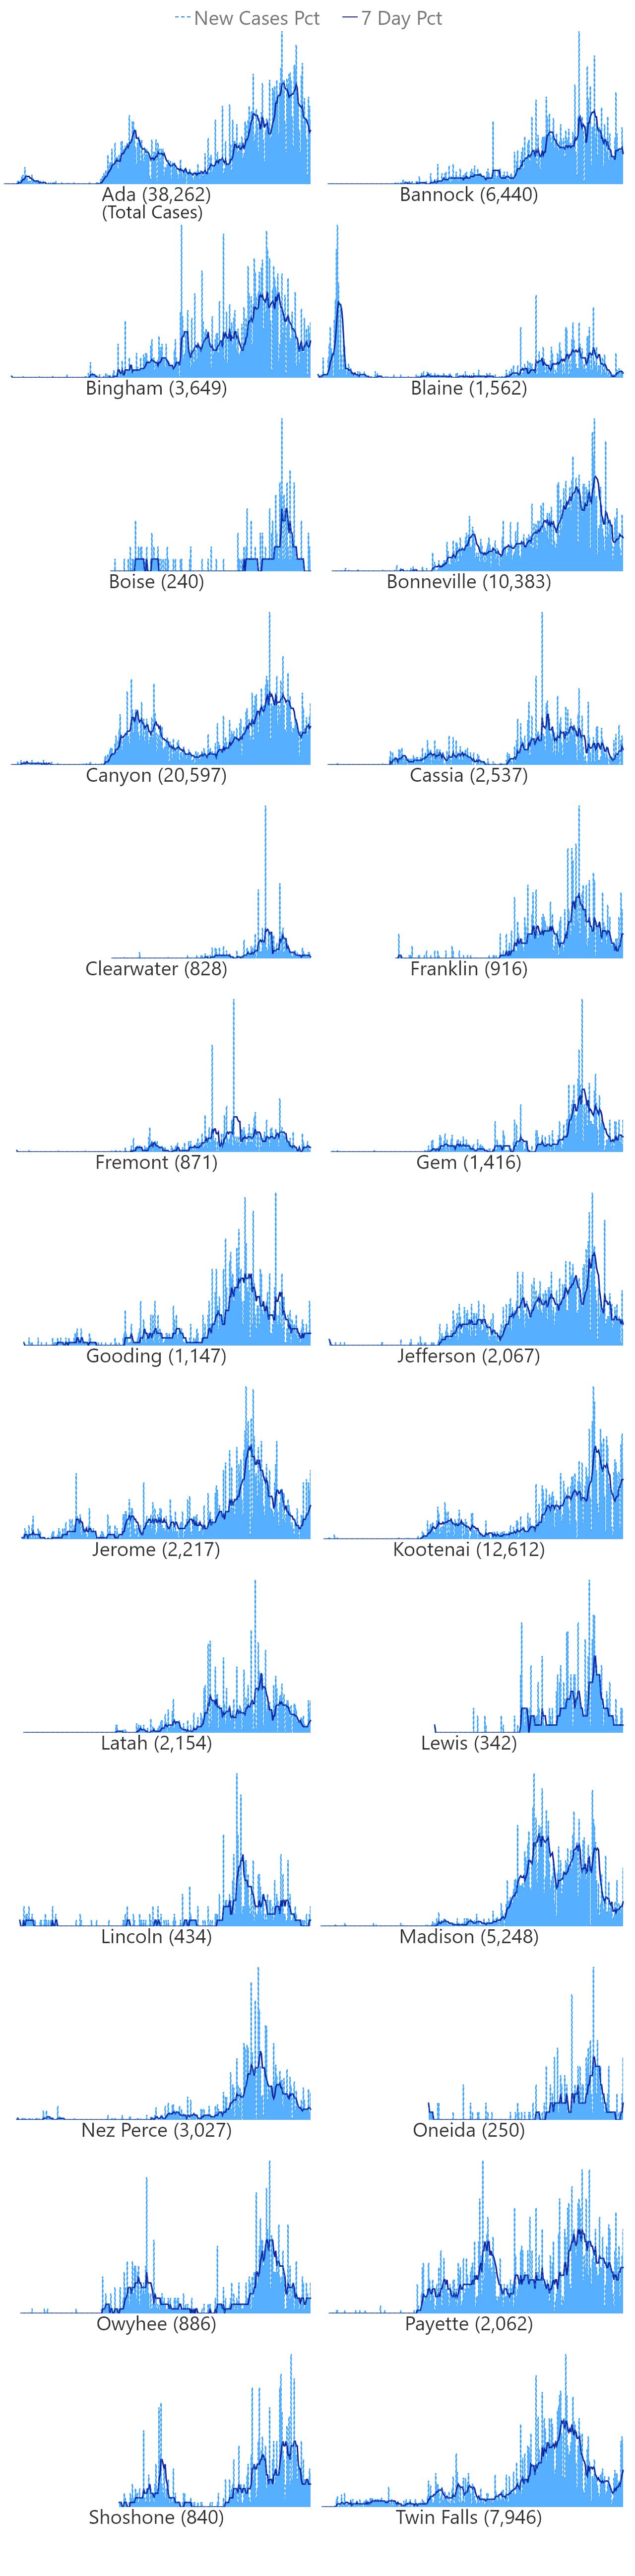 New Cases Pct 7 Day Pct
Ada (38,262) Bannock (6,440)
(Total Cases)
Bingham (3,649) Blaine (1,562)
Boise (240) Bonneville (10,383)
Canyon (20,597) Cassia (2,537)
Clearwater (828) Franklin (916)
Fremont (871) Gem (1,416)
Gooding (1,147) Jefferson (2,067)
Jerome (2,217) Kootenai (12,612)
Latah (2,154) Lewis (342)
Lincoln (434) Madison (5,248)
Nez Perce (3,027) Oneida (250)
Owyhee (886) Payette (2,062)
Shoshone (840) Twin Falls (7,946)